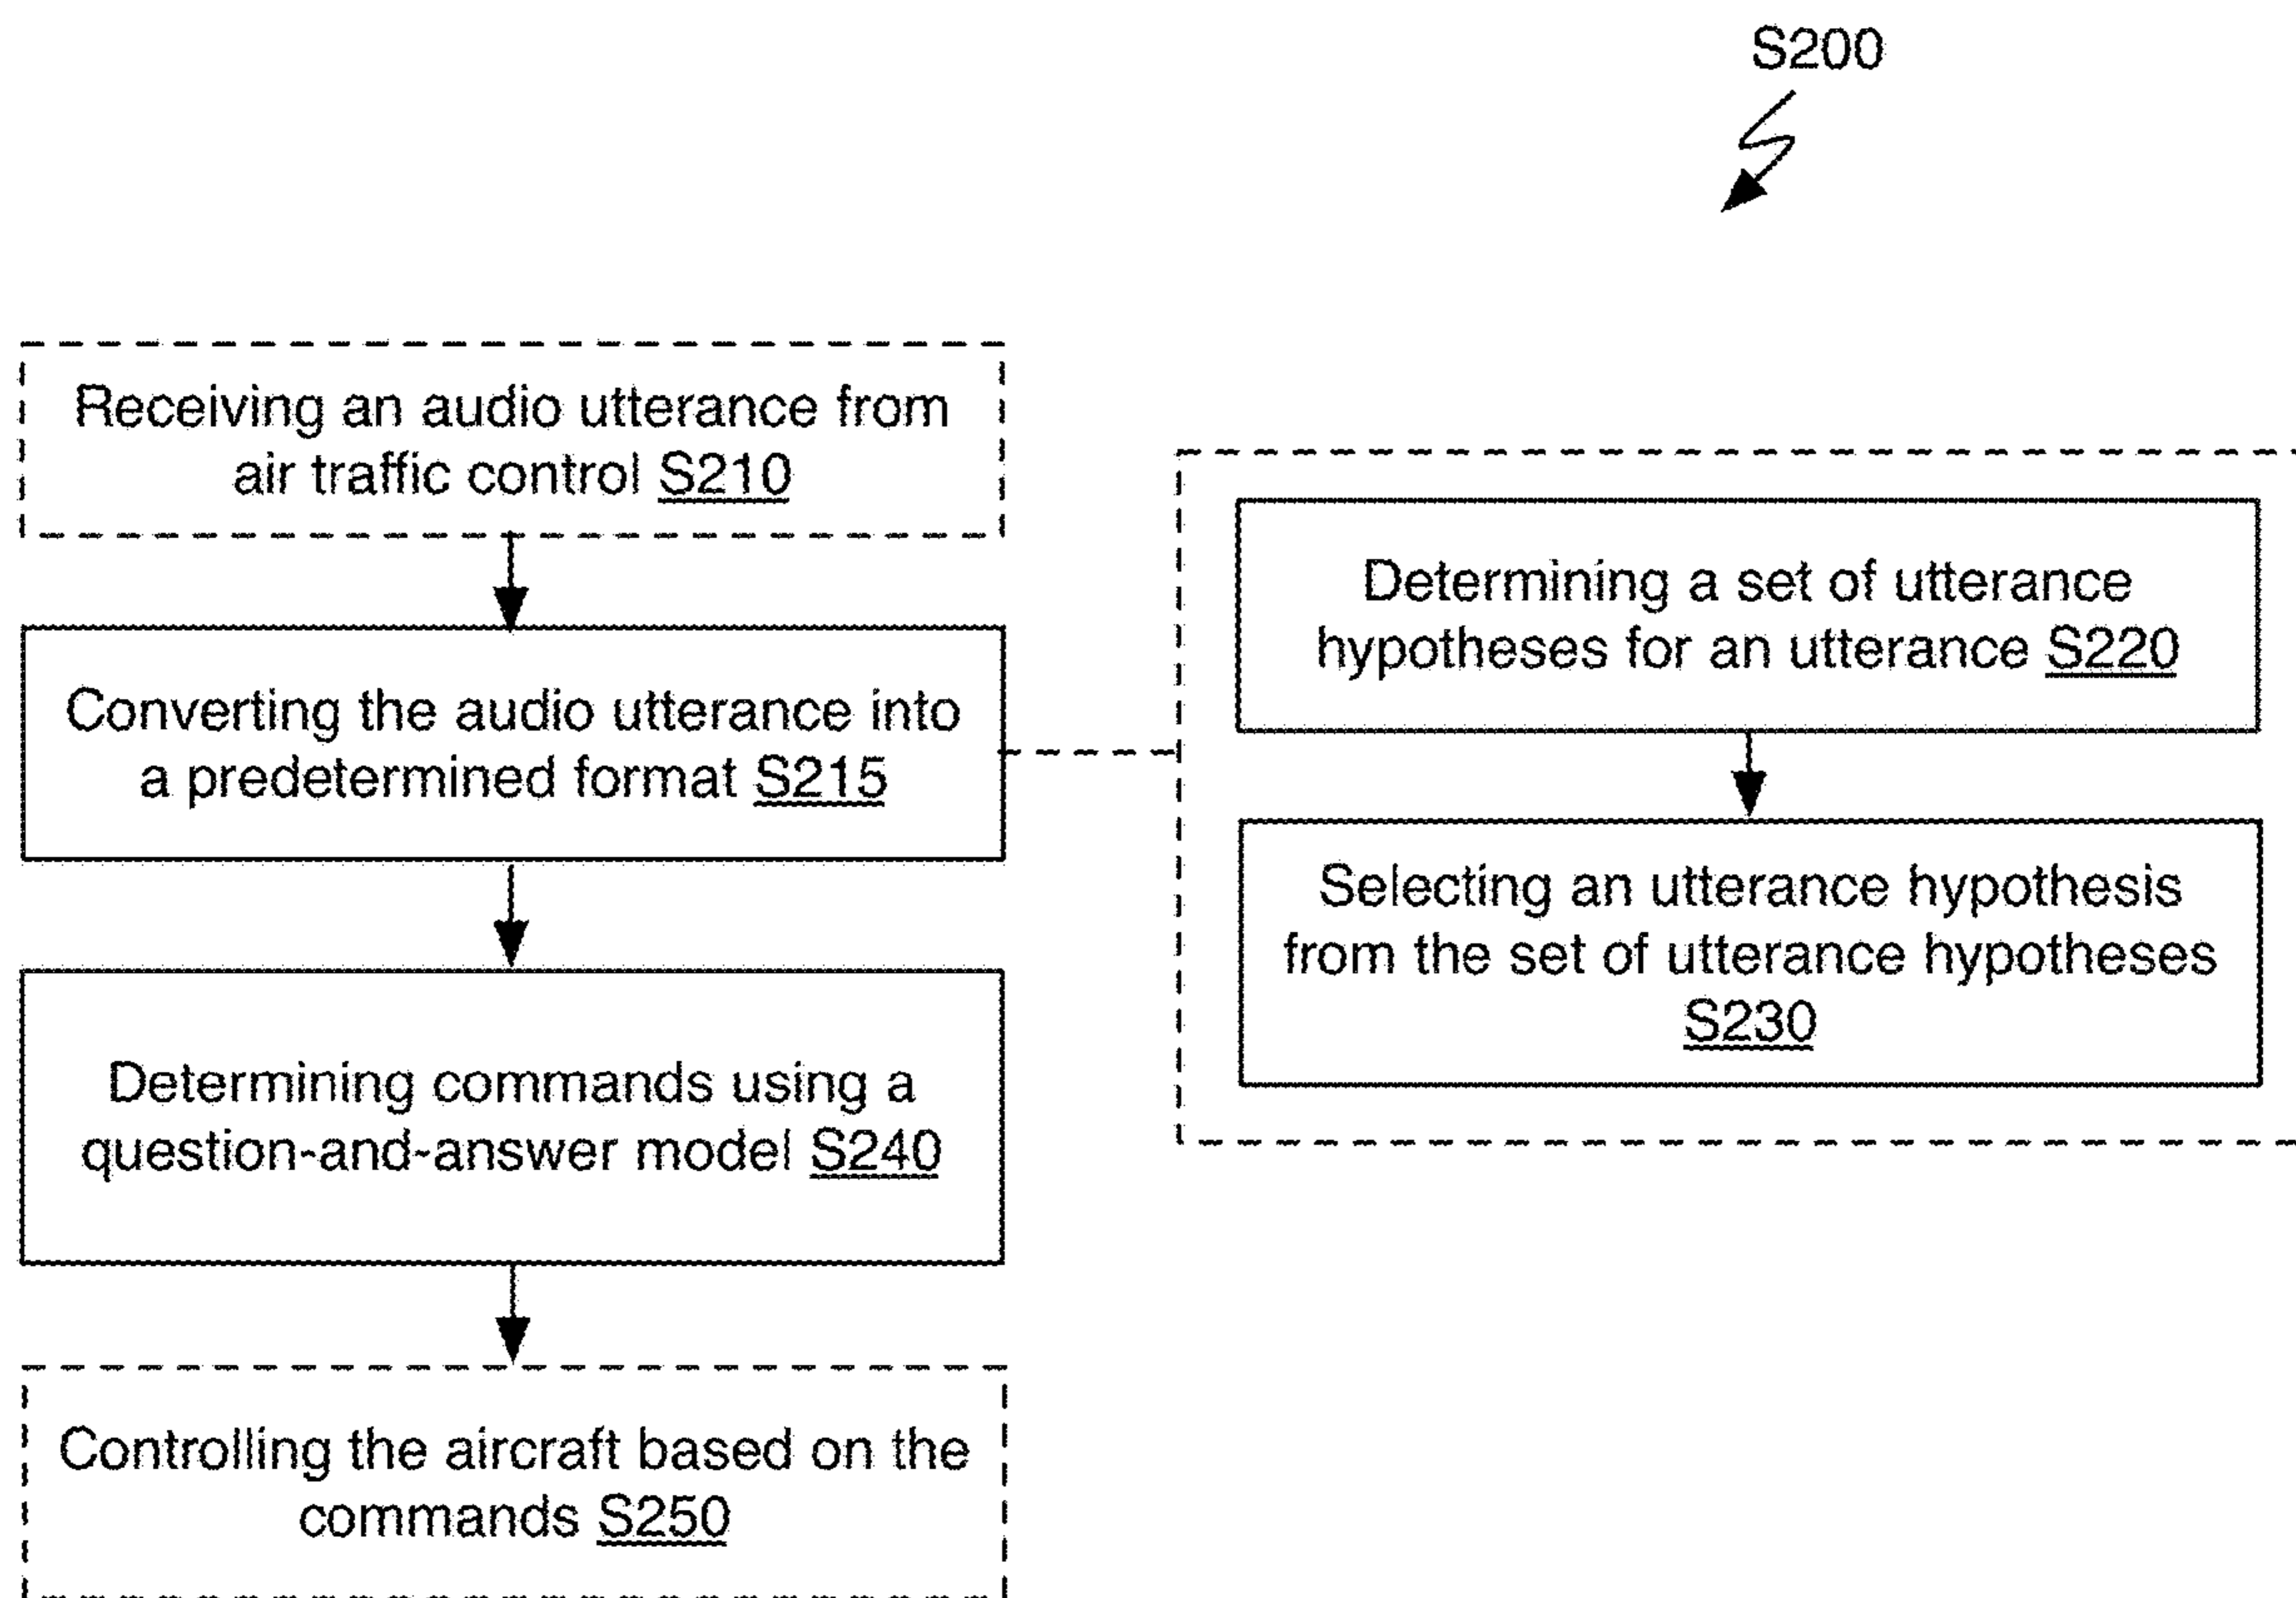 S200
Receiving an audio utterance from
air traffic control S210
Converting the audio utterance into
a predetermined format S215
Determining commands using a
question-and-answer model S240
Controlling the aircraft based on the
commands S250
Determining a set of utterance
hypotheses for an utterance S220
Selecting an utterance hypothesis
from the set of utterance hypotheses
S230